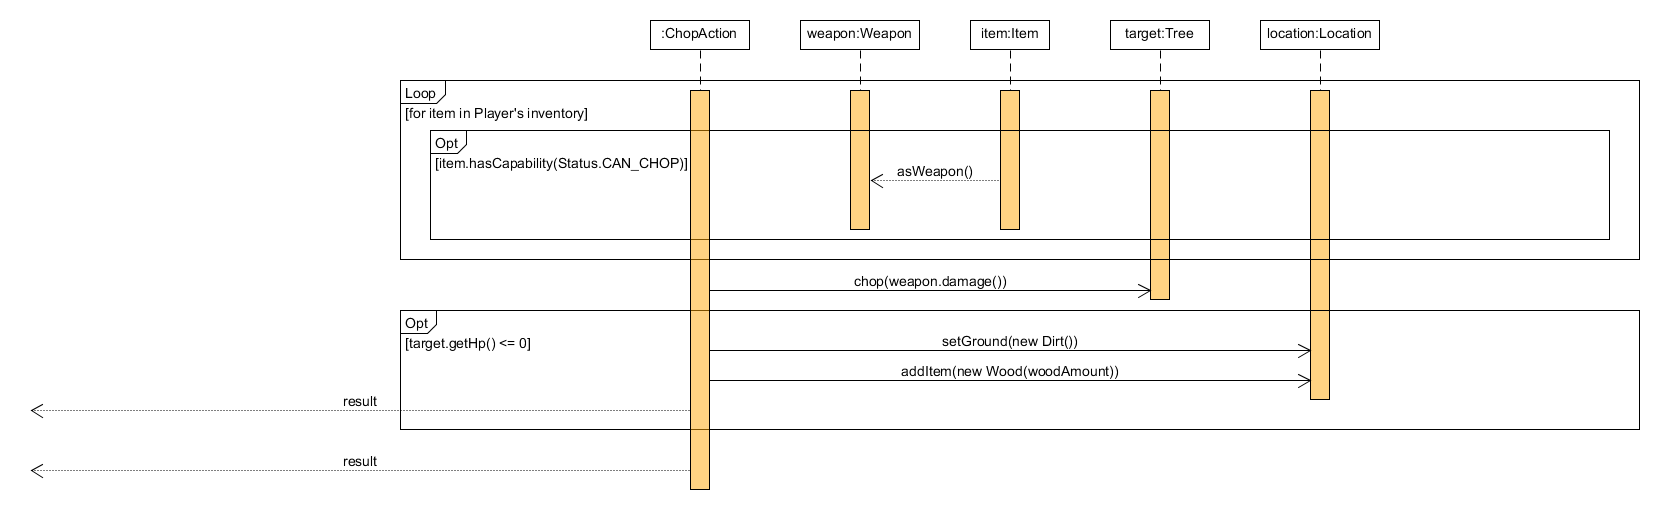 :ChopAction
weapon:Weapon
item:Item
target:Tree
location:Location
Loop
[for item in Player's inventory]
Opt
[item.hasCapability(Status.CAN_CHOP)]
asWeapon()
chop(weapon.damage())
Opt
[target.getHp() <= 0]
setGround(new Dirt())
addItem(new Wood(woodAmount))
result
result